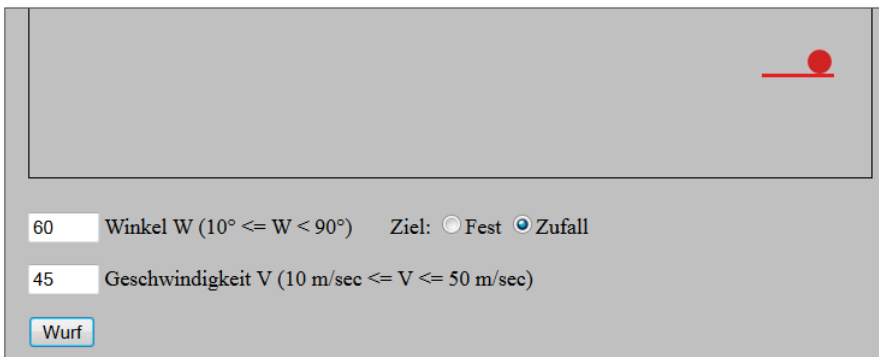 60 Winkel W (10° <= W < 90°) Ziel: Fest Zufall
45 Geschwindigkeit V (10 m/sec <= V <= 50 m/sec)
Wurf